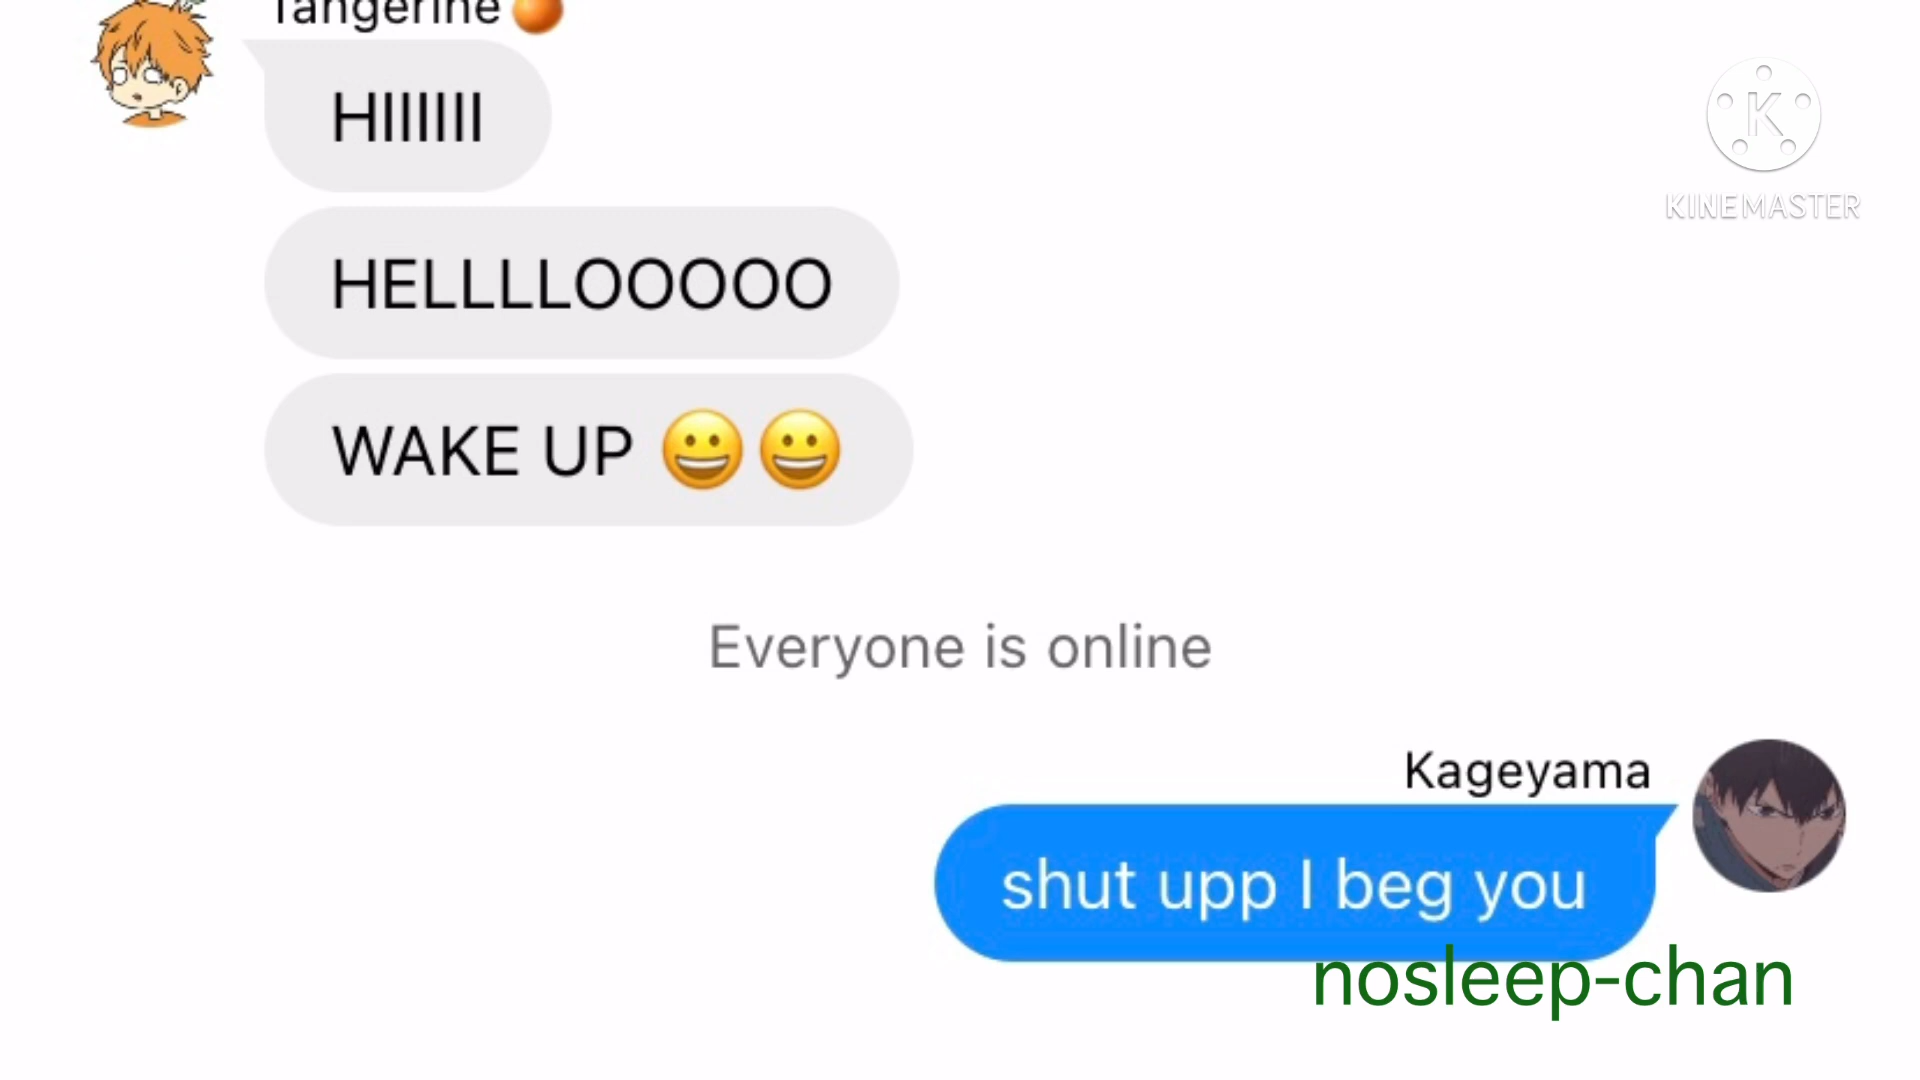 Tangerine🍊
HIIIIII
HELLLLOOOOO
WAKE UP 😀😀
Everyone is online
Kageyama
shut upp I beg you
nosleep-chan
K
KINEMASTER